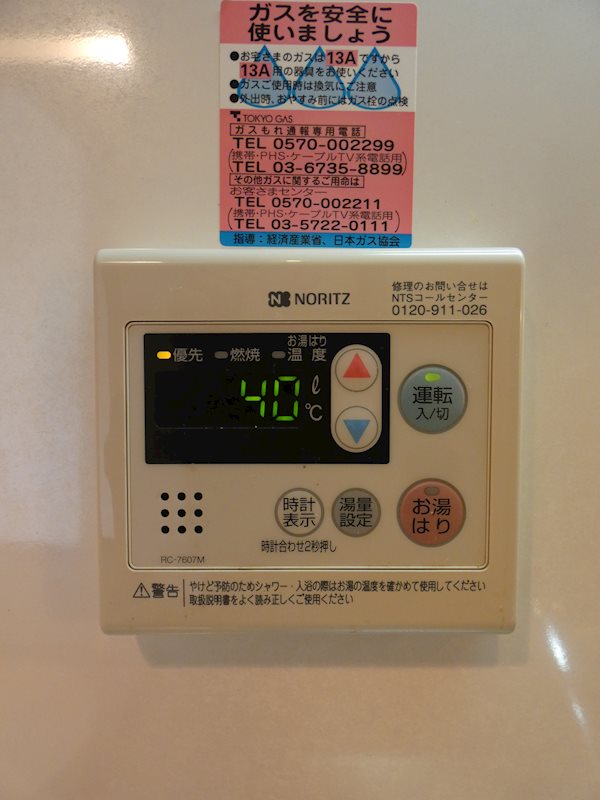 ガスを安全に
使いましょう
●お宅さまのガスは13Aですから
13A用の器具をお使いください
●ガスご使用時は換気にご注意
●外出時、おやすみ前にはガス栓の点検
TOKYO GAS
ガスもれ通報専用電話
TEL 0570-002299
(携帯・PHS・ケーブルTV系電話用)
TEL 03-6735-8899
その他ガスに関するご用命は
お客さまセンター
TEL 0570-002211
(携帯・PHS・ケーブルTV系電話用)
TEL 03-5722-0111
指導：経済産業省、日本ガス協会
NORITZ
修理のお問い合せは
NTSコールセンター
0120-911-026
お湯はり
優先 燃焼 温度
40 ℓ ℃
運転
入/切
時計
表示
湯量
設定
お湯
はり
時計合わせ2秒押し
RC-7607M
警告
やけど予防のためシャワー・入浴の際はお湯の温度を確かめて使用してください
取扱説明書をよく読み正しくご使用ください